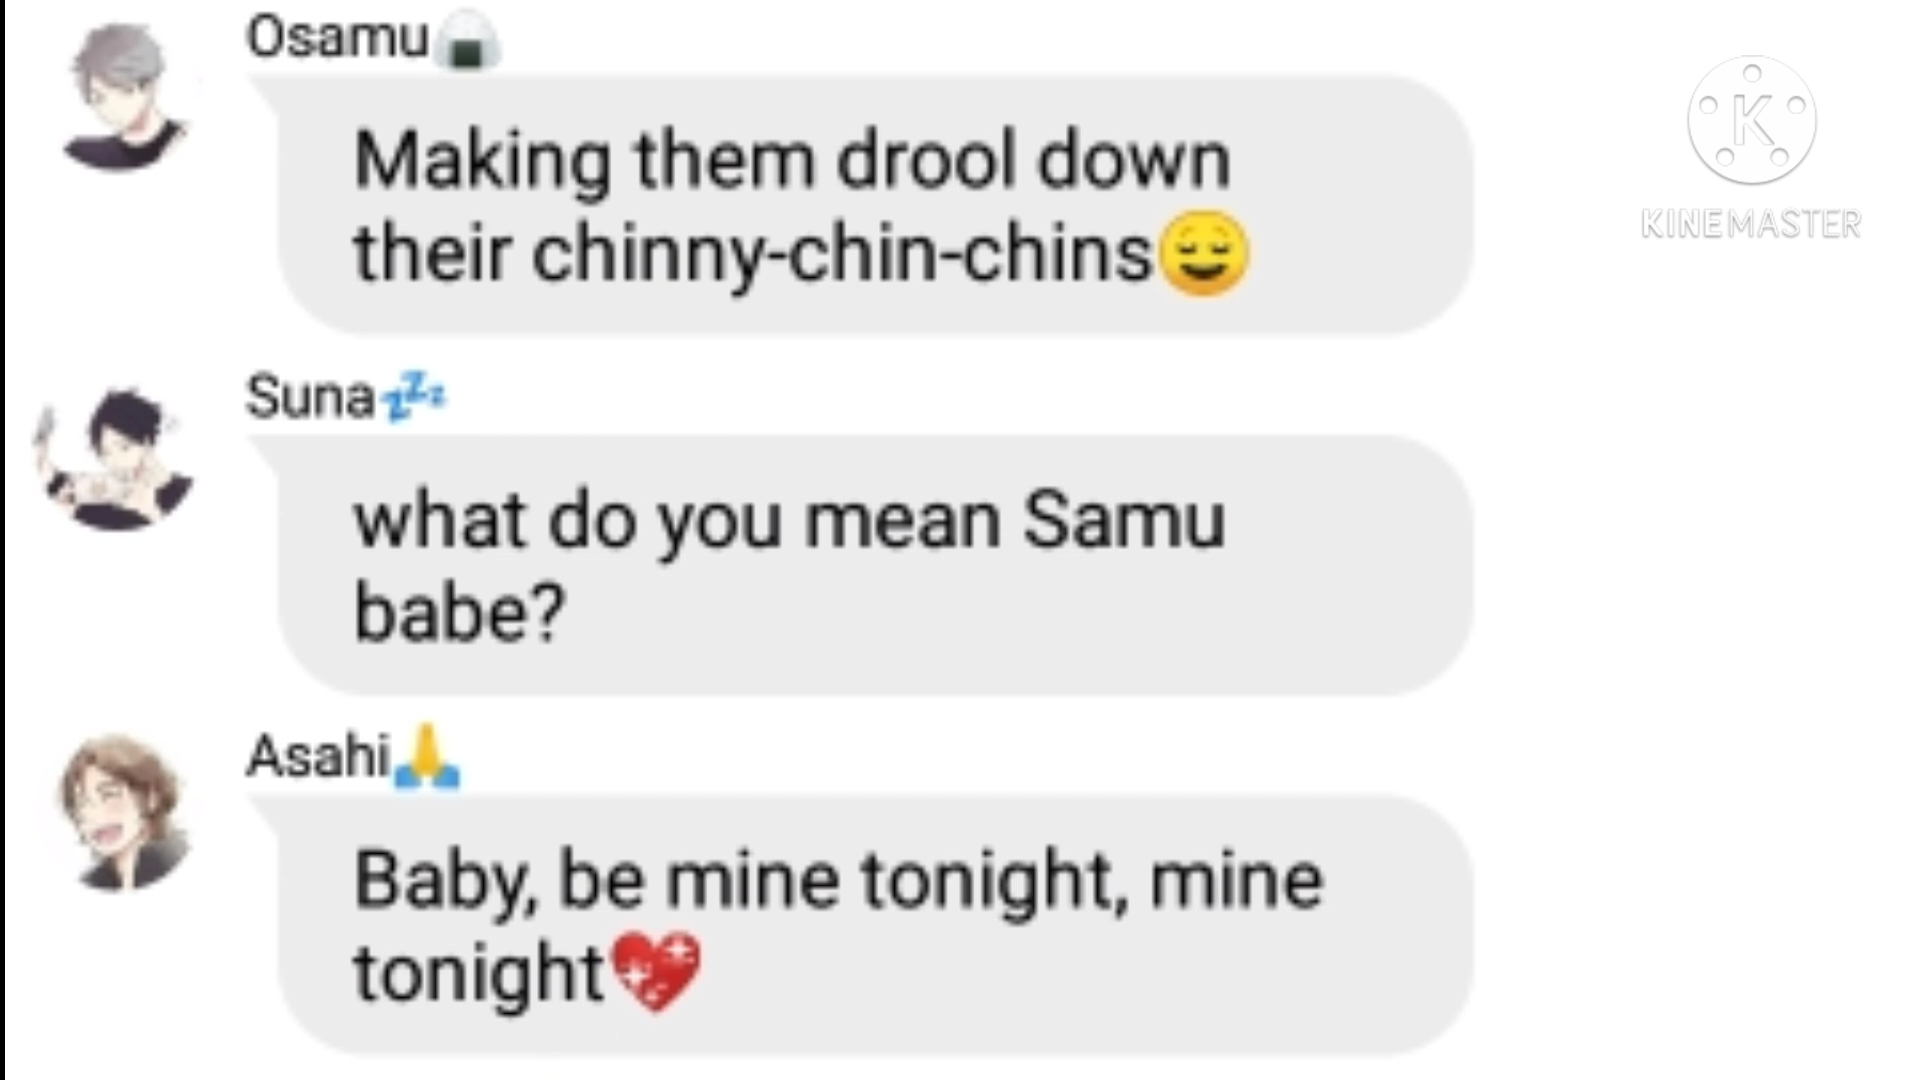 Osamu🍙
Making them drool down
their chinny-chin-chins😌
Suna💤
what do you mean Samu
babe?
Asahi🙏
Baby, be mine tonight, mine
tonight💖
K
KINEMASTER